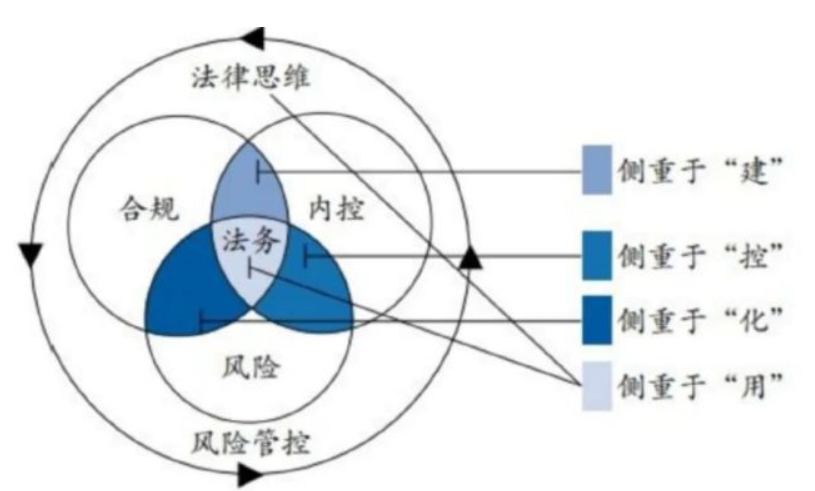 法律思维
合规
内控
法务
风险
风险管控
侧重于“建”
侧重于“控”
侧重于“化”
侧重于“用”